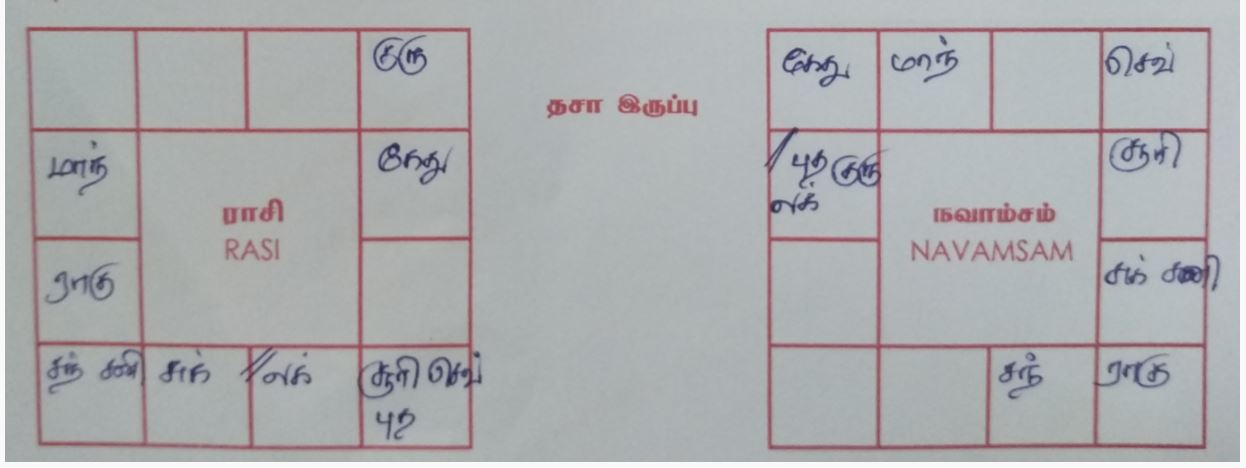 குரு
மாந்
கேது
ராசி
RASI
ராகு
சந் சனி சுக் //லக் சூரி செவ்
புத
தசா இருப்பு
கேது மாந் செவ்
/புத குரு
லக்
சூரி
நவாம்சம்
NAVAMSAM
சுக் சனி
சந் ராகு